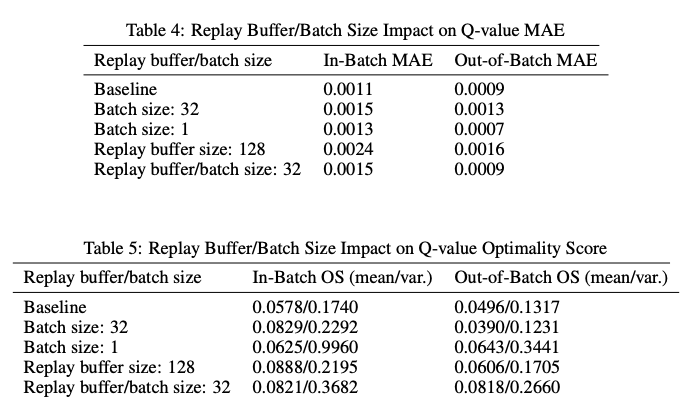 Table 4: Replay Buffer/Batch Size Impact on Q-value MAE
Replay buffer/batch size In-Batch MAE Out-of-Batch MAE
Baseline 0.0011 0.0009
Batch size: 32 0.0015 0.0013
Batch size: 1 0.0013 0.0007
Replay buffer size: 128 0.0024 0.0016
Replay buffer/batch size: 32 0.0015 0.0009
Table 5: Replay Buffer/Batch Size Impact on Q-value Optimality Score
Replay buffer/batch size In-Batch OS (mean/var.) Out-of-Batch OS (mean/var.)
Baseline 0.0578/0.1740 0.0496/0.1317
Batch size: 32 0.0829/0.2292 0.0390/0.1231
Batch size: 1 0.0625/0.9960 0.0643/0.3441
Replay buffer size: 128 0.0888/0.2195 0.0606/0.1705
Replay buffer/batch size: 32 0.0821/0.3682 0.0818/0.2660